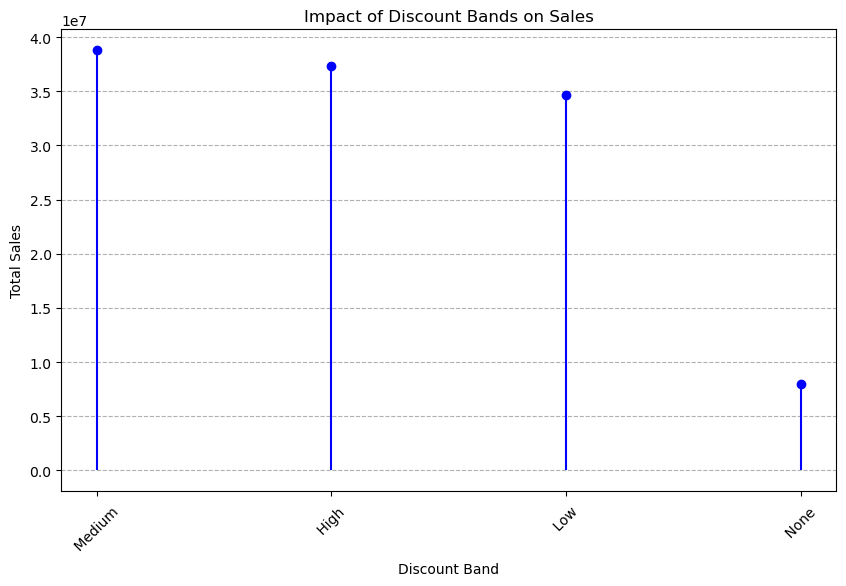 Impact of Discount Bands on Sales
1e7
4.0
3.5
3.0
2.5
2.0
1.5
1.0
0.5
0.0
Total Sales
Medium
High
Low
None
Discount Band